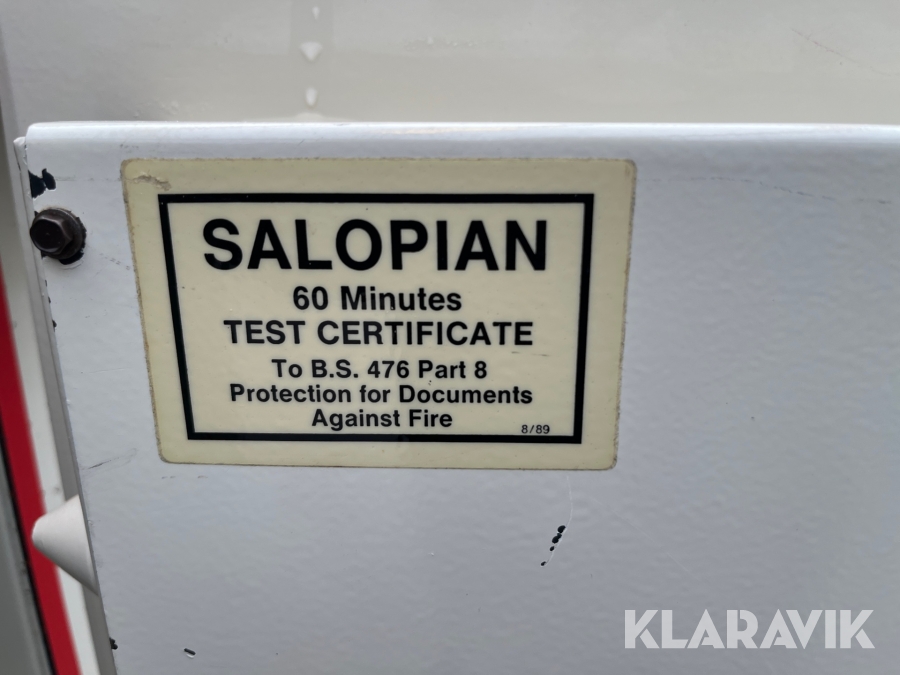 SALOPIAN
60 Minutes
TEST CERTIFICATE
To B.S. 476 Part 8
Protection for Documents
Against Fire
8/89
KLARAVIK